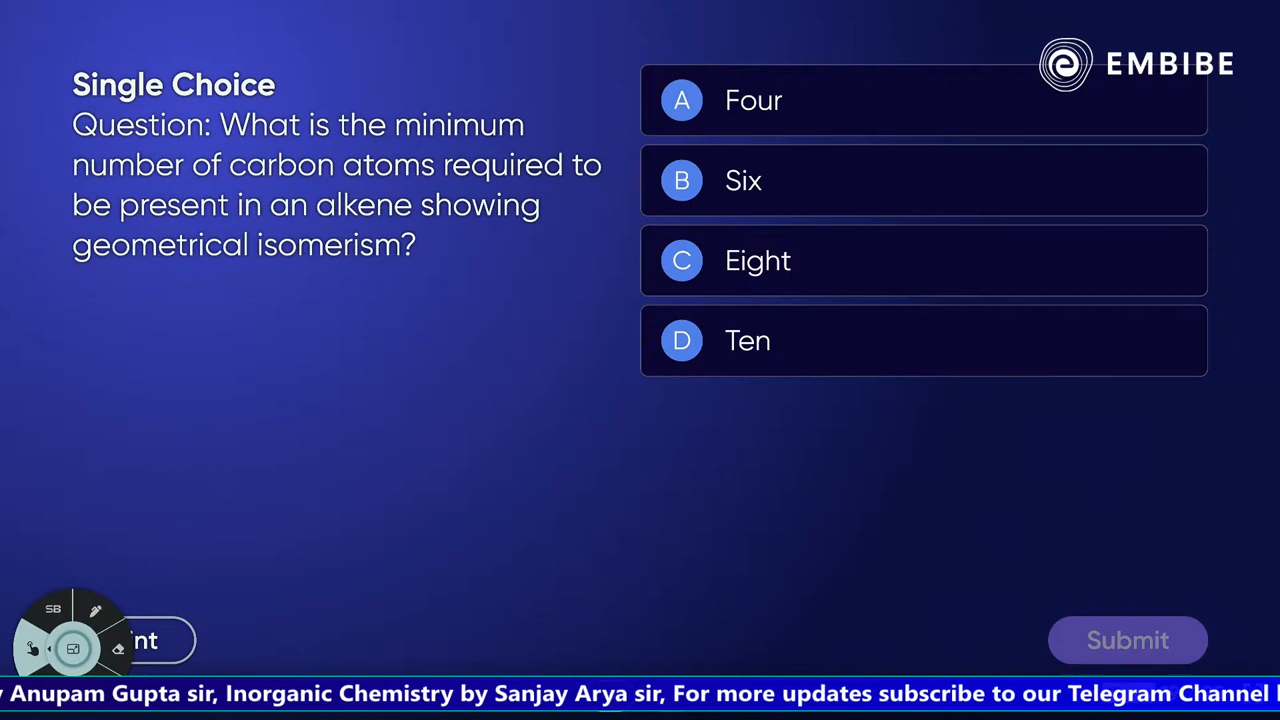 EMBIBE
Single Choice
Question: What is the minimum
number of carbon atoms required to
be present in an alkene showing
geometrical isomerism?
A Four
B Six
C Eight
D Ten
SB
Submit
Anupam Gupta sir, Inorganic Chemistry by Sanjay Arya sir, For more updates subscribe to our Telegram Channel